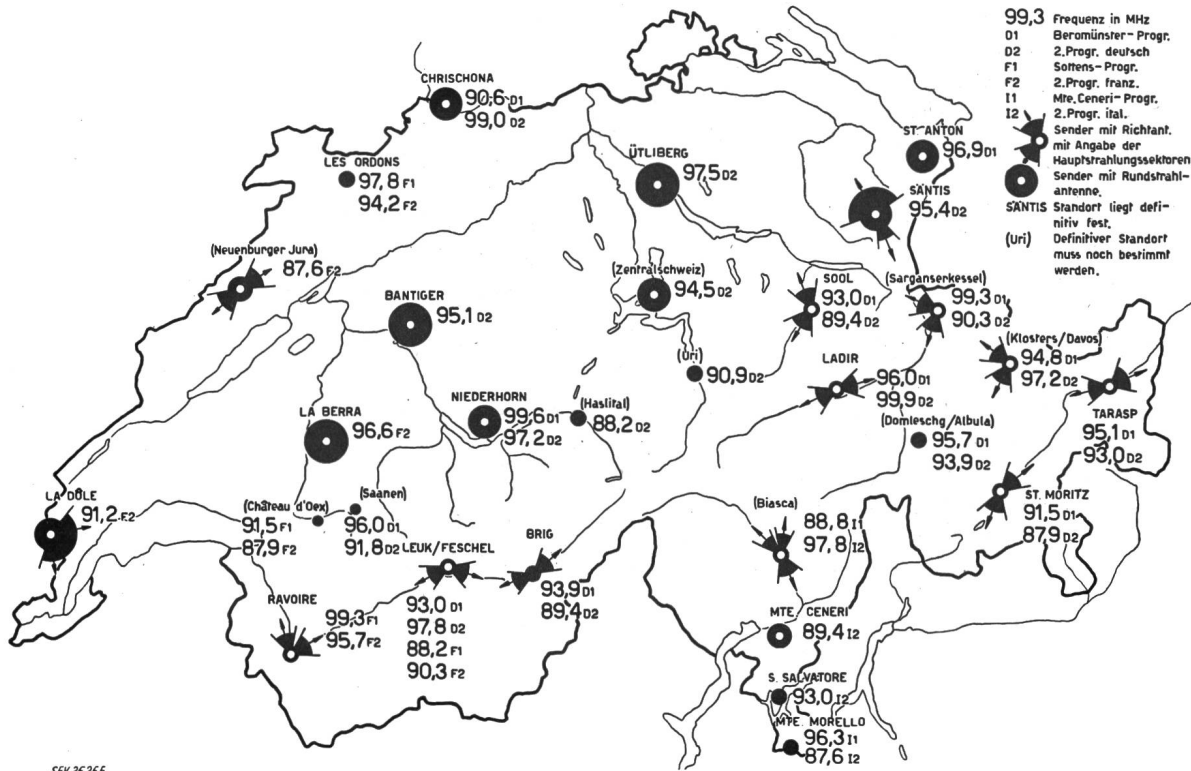 99,3 Frequenz in MHz
D1 Beromünster-Progr.
D2 2.Progr. deutsch
F1 Sottens-Progr.
F2 2.Progr. franz.
I1 Mte.Ceneri-Progr.
I2 2.Progr. ital.
Sender mit Richtant.
mit Angabe der
Hauptstrahlungssektoren
Sender mit Rundstrahl-
antenne.
SÄNTIS Standort liegt defi-
nitiv fest.
(Uri) Definitiver Standort
muss noch bestimmt
werden.
CHRISCHONA
90,6 D1
99,0 D2
LES ORDONS
97,8 F1
94,2 F2
ÜTLIBERG
97,5 D2
ST. ANTON
96,9 D1
SÄNTIS
95,4 D2
(Neuenburger Jura)
87,6 F2
BANTIGER
95,1 D2
(Zentralschweiz)
94,5 D2
SOOL
93,0 D1
89,4 D2
(Sarganserkessel)
99,3 D1
90,3 D2
(Klosters/Davos)
94,8 D1
97,2 D2
(Uri)
90,9 D2
LADIR
96,0 D1
99,9 D2
TARASP
95,1 D1
93,0 D2
LA BERRA
96,6 F2
NIEDERHORN
99,6 D1
97,2 D2
(Haslital)
88,2 D2
(Domleschg/Albula)
95,7 D1
93,9 D2
ST. MORITZ
91,5 D1
87,9 D2
LA DÔLE
91,2 F2
(Château d'Oex)
91,5 F1
87,9 F2
(Saanen)
96,0 D1
91,8 D2
LEUK/FESCHEL
93,0 D1
97,8 D2
88,2 F1
90,3 F2
BRIG
93,9 D1
89,4 D2
(Biasca)
88,8 I1
97,8 I2
RAVOIRE
99,3 F1
95,7 F2
MTE. CENERI
89,4 I2
S. SALVATORE
93,0 I2
MTE. MORELLO
96,3 I1
87,6 I2